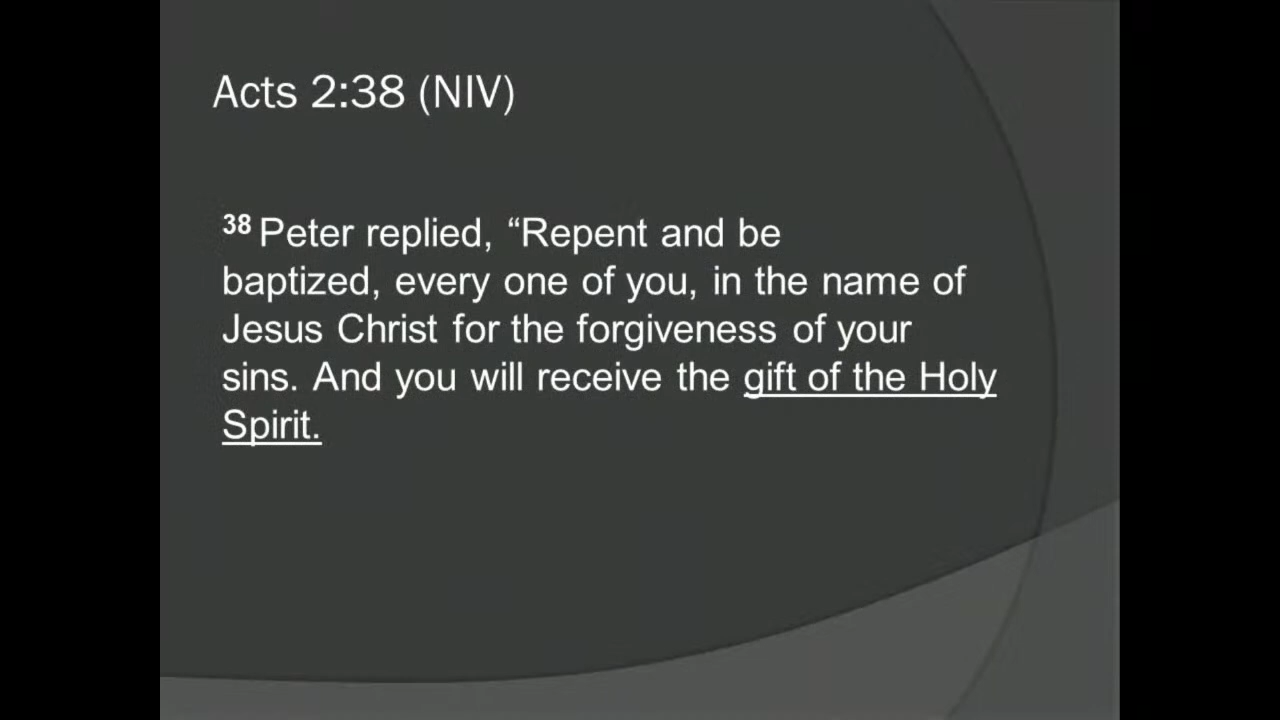 Acts 2:38 (NIV)
38 Peter replied, “Repent and be
baptized, every one of you, in the name of
Jesus Christ for the forgiveness of your
sins. And you will receive the gift of the Holy
Spirit.